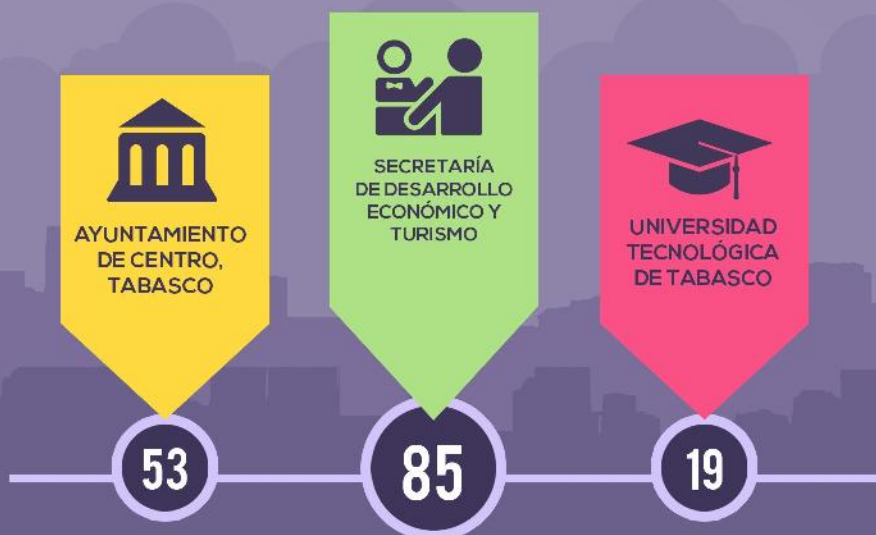 AYUNTAMIENTO
DE CENTRO,
TABASCO
53
SECRETARÍA
DE DESARROLLO
ECONÓMICO Y
TURISMO
85
UNIVERSIDAD
TECNOLÓGICA
DE TABASCO
19